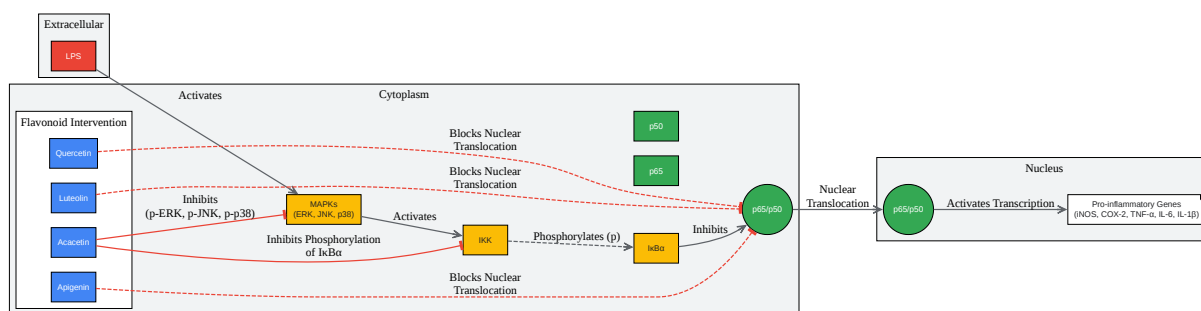 Extracellular
LPS
Activates
Cytoplasm
Flavonoid Intervention
Quercetin
Luteolin
Acacetin
Apigenin
Blocks Nuclear
Translocation
Blocks Nuclear
Translocation
Inhibits
(p-ERK, p-JNK, p-p38)
MAPKs
(ERK, JNK, p38)
Activates
Inhibits Phosphorylation
of IκBα
IKK
Phosphorylates (p)
p50
p65
IκBα
Inhibits
Blocks Nuclear
Translocation
p65/p50
Nuclear
Translocation
Nucleus
p65/p50
Activates Transcription
Pro-inflammatory Genes
(iNOS, COX-2, TNF-α, IL-6, IL-1β)